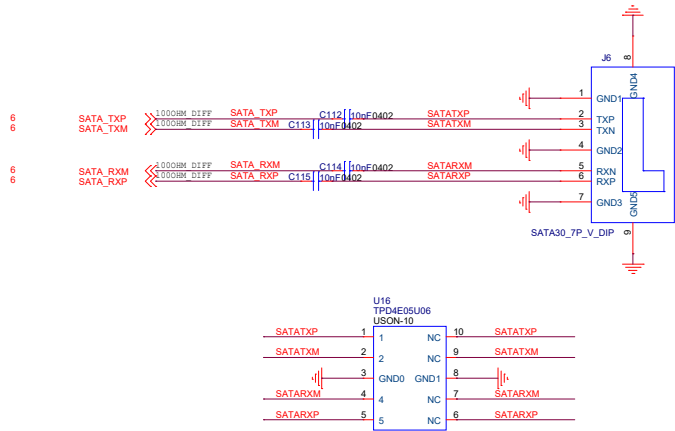 J6
8
GND4
1 GND1
6 SATA_TXP 100OHM_DIFF SATA_TXP C112 10nF0402 SATATXP 2 TXP
6 SATA_TXM 100OHM_DIFF SATA_TXM C113 10nF0402 SATATXM 3 TXN
4 GND2
6 SATA_RXM 100OHM_DIFF SATA_RXM C114 10nF0402 SATARXM 5 RXN
6 SATA_RXP 100OHM_DIFF SATA_RXP C115 10nF0402 SATARXP 6 RXP
7 GND3
GND5
9
SATA30_7P_V_DIP
U16
TPD4E05U06
USON-10
SATATXP 1 1 NC 10 SATATXP
SATATXM 2 2 NC 9 SATATXM
3 GND0 GND1 8
SATARXM 4 4 NC 7 SATARXM
SATARXP 5 5 NC 6 SATARXP